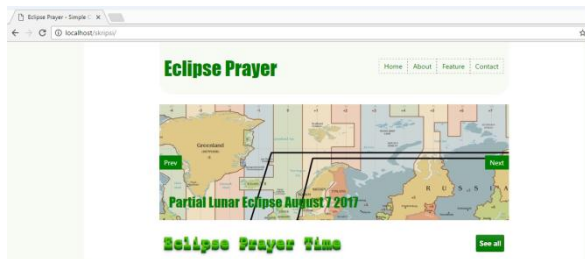 Eclipse Prayer - Simple
localhost/skripsi/
Eclipse Prayer
Home About Feature Contact
Greenland
Prev
Next
RUSSIA
Partial Lunar Eclipse August 7 2017
Eclipse Prayer Time
See all